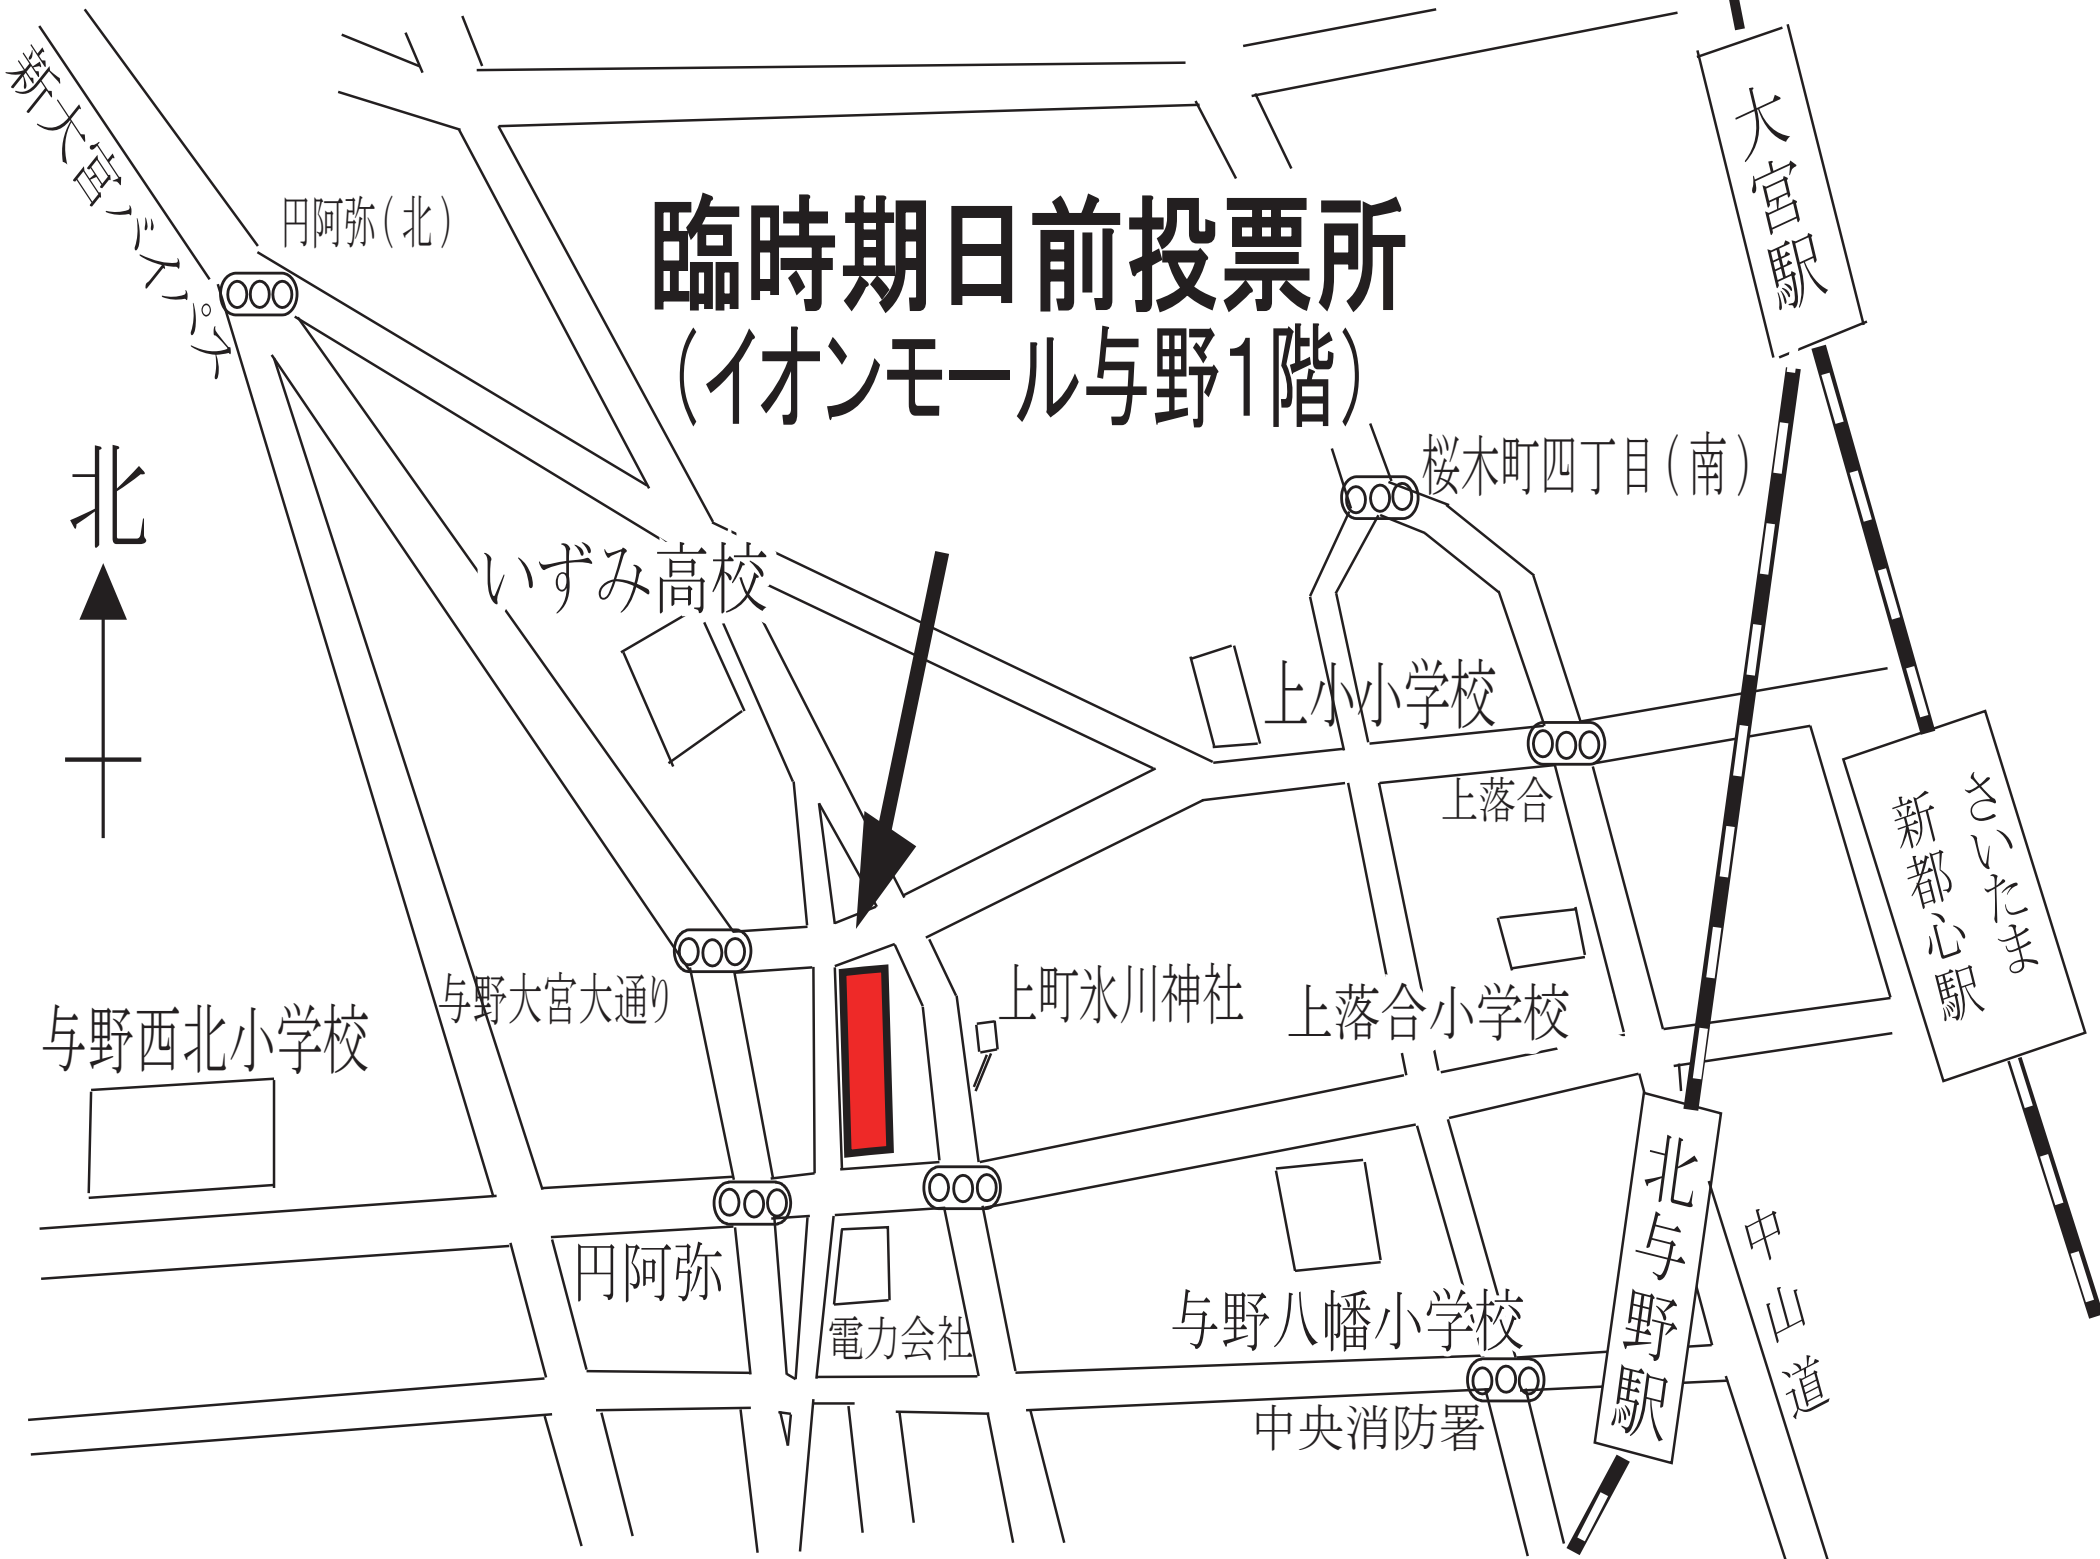 新大宮バイパス
円阿弥（北）
臨時期日前投票所
（イオンモール与野1階）
大宮駅
北
桜木町四丁目（南）
いずみ高校
上小小学校
上落合
さいたま
新都心駅
与野大宮大通り
上町氷川神社
上落合小学校
与野西北小学校
北与野駅
中山道
円阿弥
電力会社
与野八幡小学校
中央消防署